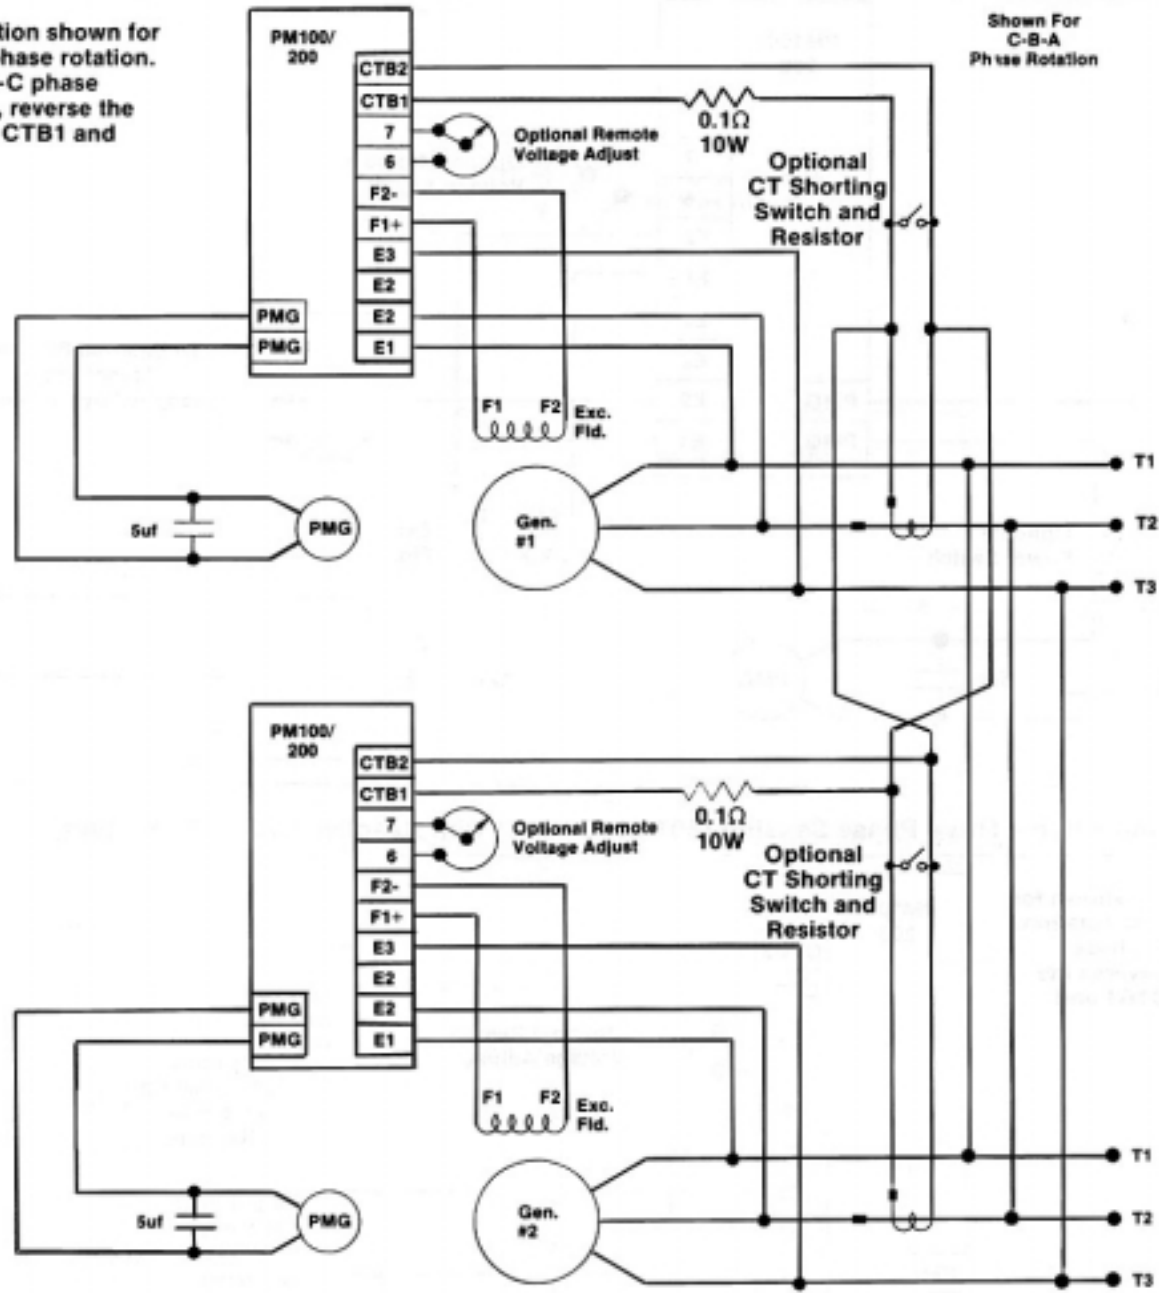 tion shown for
hase rotation.
-C phase
, reverse the
CTB1 and
Shown For
C-B-A
Phase Rotation
PM100/
200
CTB2
CTB1
7
6
F2-
F1+
E3
E2
E2
E1
PMG
PMG
0.1Ω
10W
Optional Remote
Voltage Adjust
Optional
CT Shorting
Switch and
Resistor
F1 F2 Exc.
Fld.
5uf
PMG
Gen.
#1
T1
T2
T3
PM100/
200
CTB2
CTB1
7
6
F2-
F1+
E3
E2
E2
E1
PMG
PMG
0.1Ω
10W
Optional Remote
Voltage Adjust
Optional
CT Shorting
Switch and
Resistor
F1 F2 Exc.
Fld.
5uf
PMG
Gen.
#2
T1
T2
T3